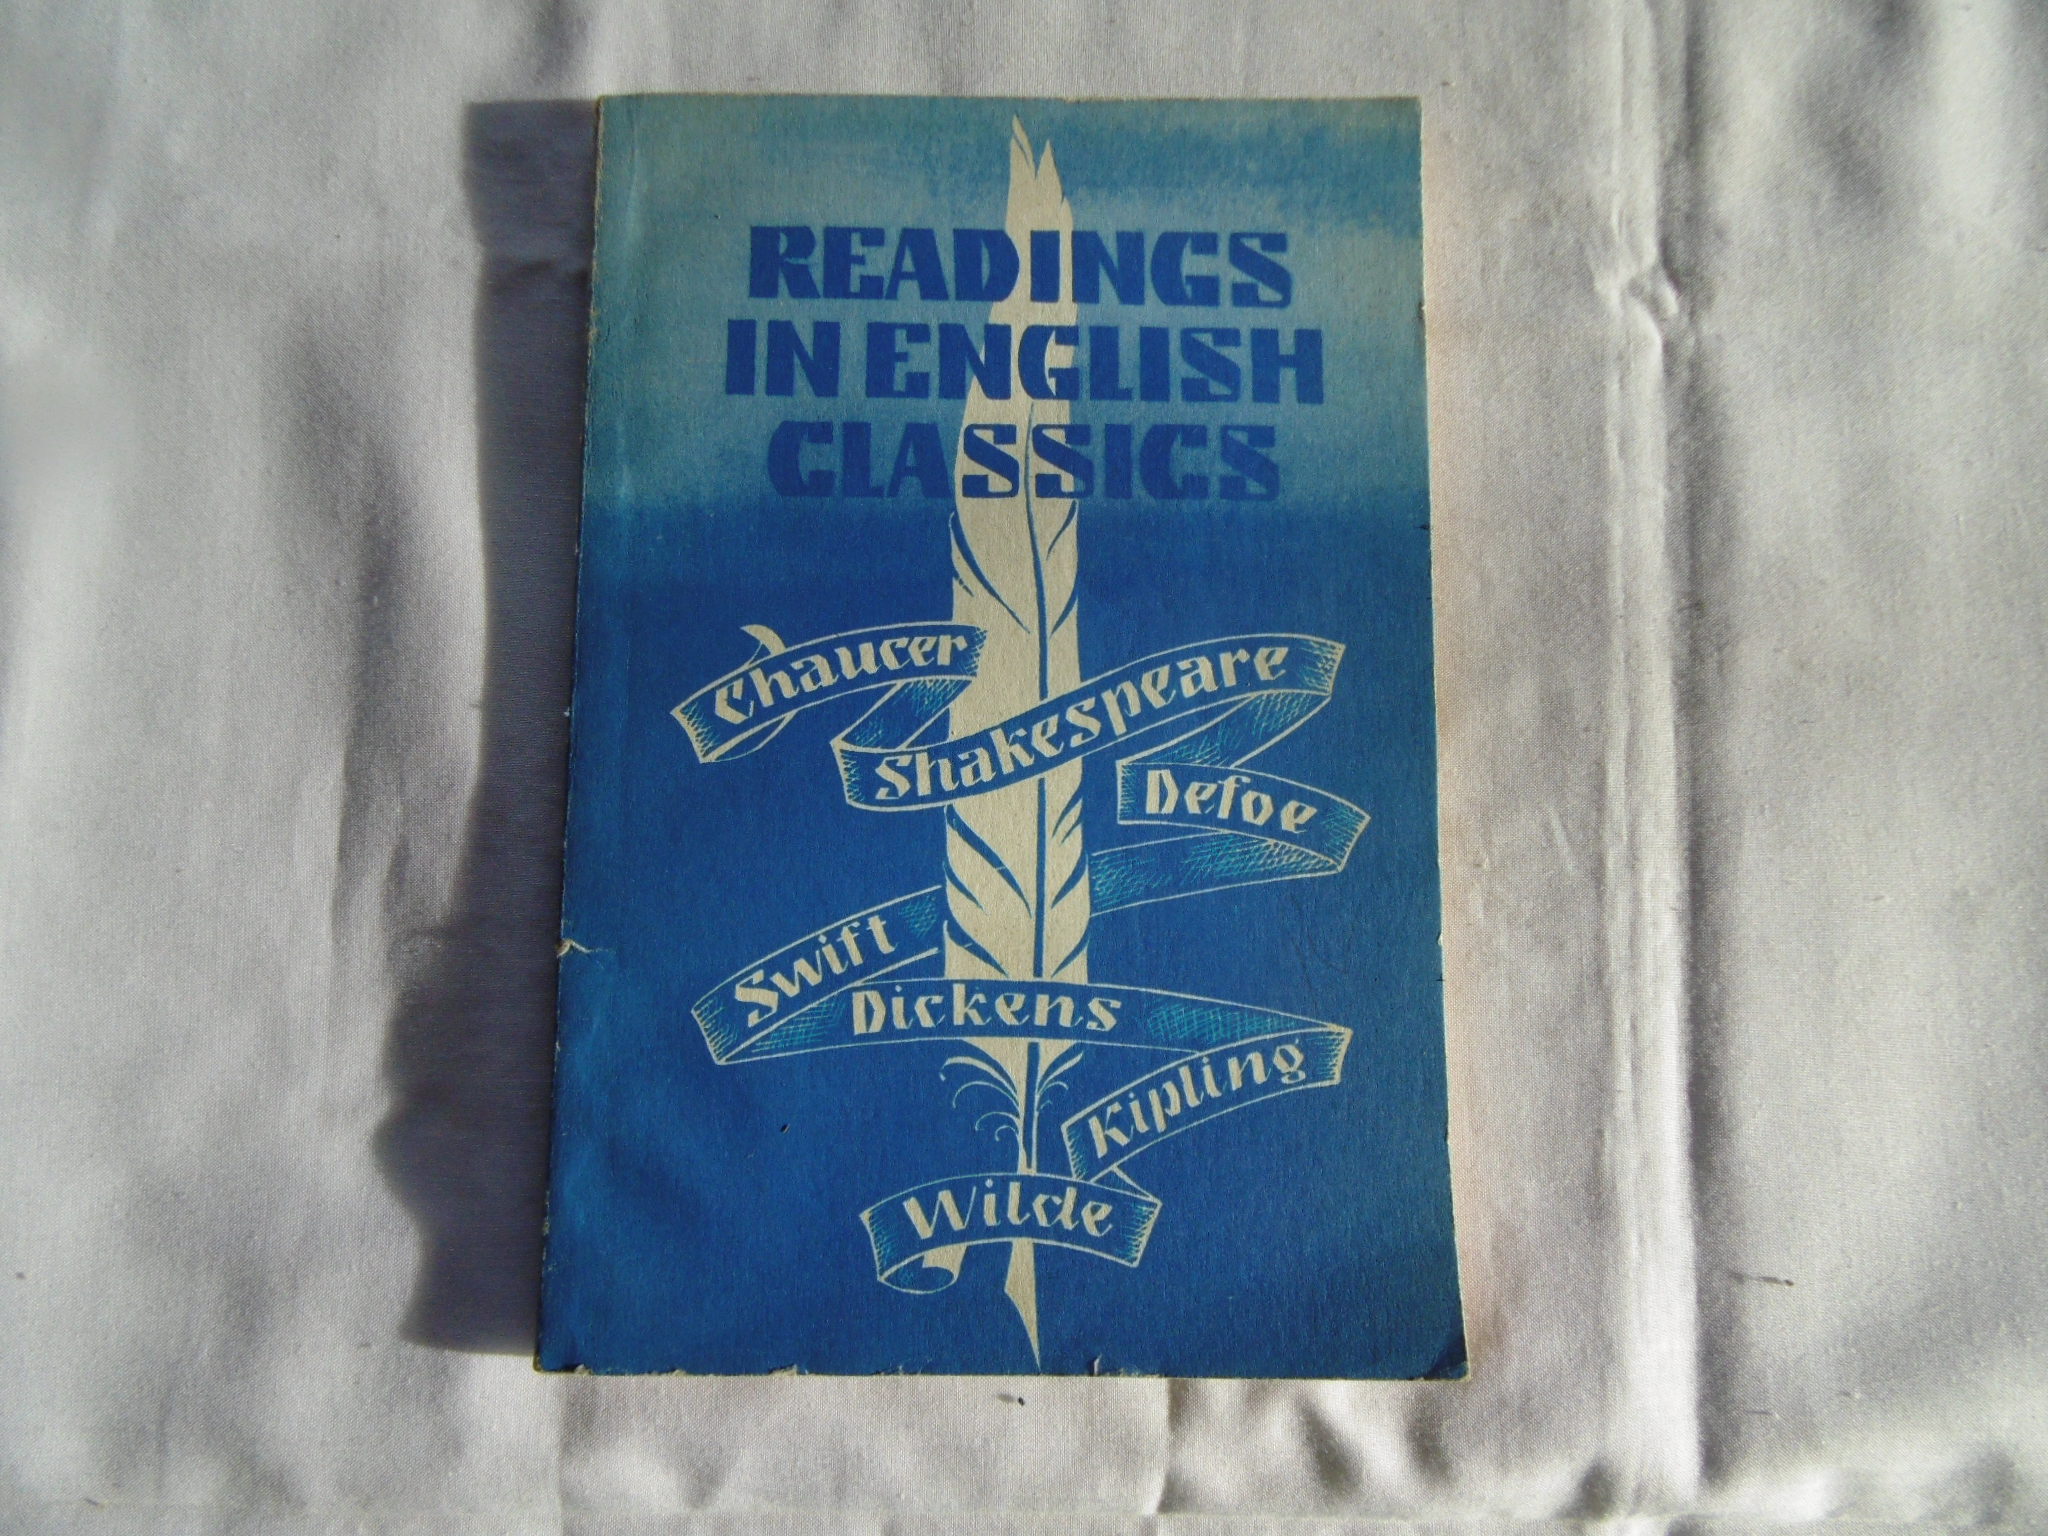 READINGS
IN ENGLISH
CLASSICS
Chaucer
Shakespeare
Defoe
Swift
Dickens
Kipling
Wilde